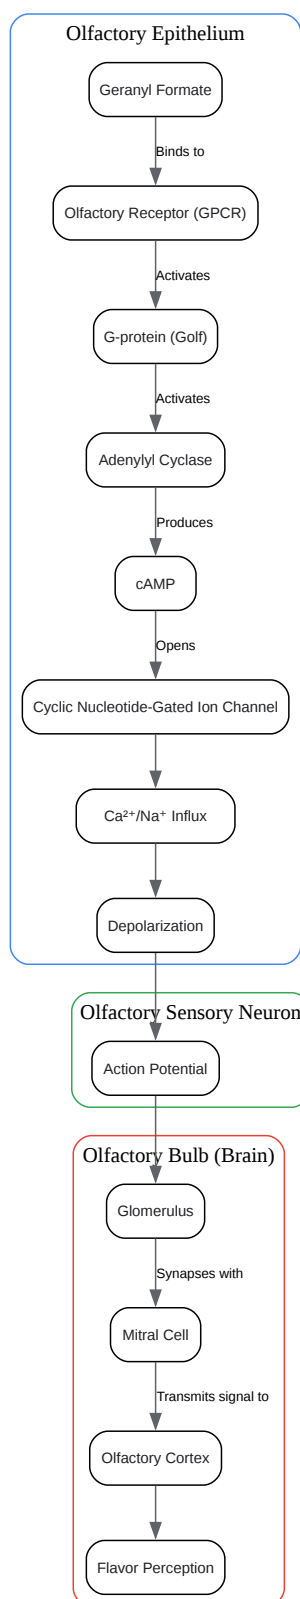 Olfactory Epithelium
Geranyl Formate
Binds to
Olfactory Receptor (GPCR)
Activates
G-protein (Golf)
Activates
Adenylyl Cyclase
Produces
cAMP
Opens
Cyclic Nucleotide-Gated Ion Channel
Ca²⁺/Na⁺ Influx
Depolarization
Olfactory Sensory Neuron
Action Potential
Olfactory Bulb (Brain)
Glomerulus
Synapses with
Mitral Cell
Transmits signal to
Olfactory Cortex
Flavor Perception